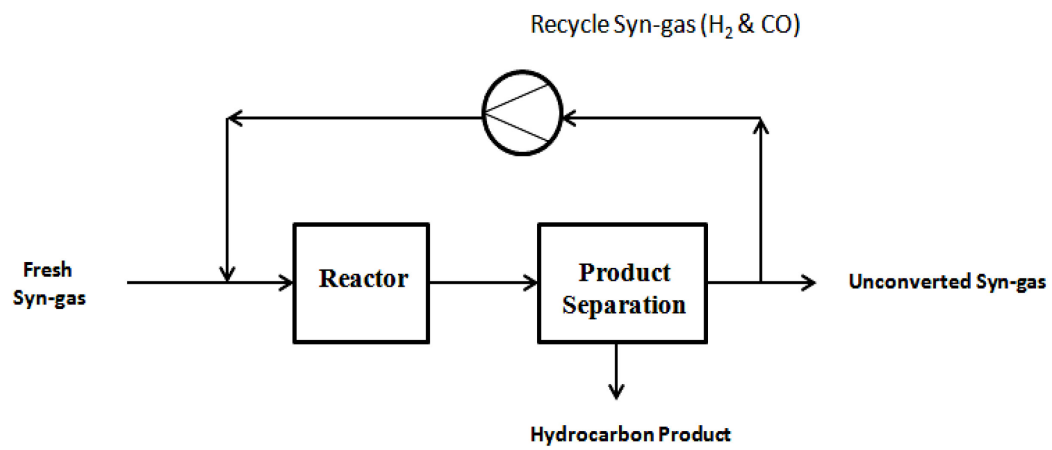 Recycle Syn-gas (H₂ & CO)
Fresh
Syn-gas
Reactor
Product
Separation
Unconverted Syn-gas
Hydrocarbon Product